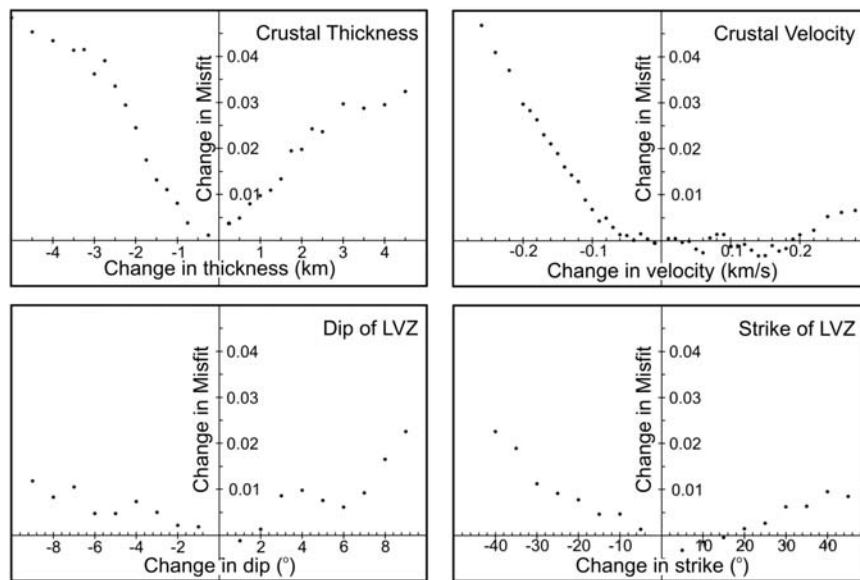 Crustal Thickness
Change in Misfit
0.04
0.03
0.02
0.01
-4 -3 -2 -1 1 2 3 4
Change in thickness (km)
Crustal Velocity
Change in Misfit
0.04
0.03
0.02
0.01
-0.2 -0.1 0.1 0.2
Change in velocity (km/s)
Dip of LVZ
Change in Misfit
0.04
0.03
0.02
0.01
-8 -6 -4 -2 2 4 6 8
Change in dip (°)
Strike of LVZ
Change in Misfit
0.04
0.03
0.02
0.01
-40 -30 -20 -10 10 20 30 40
Change in strike (°)